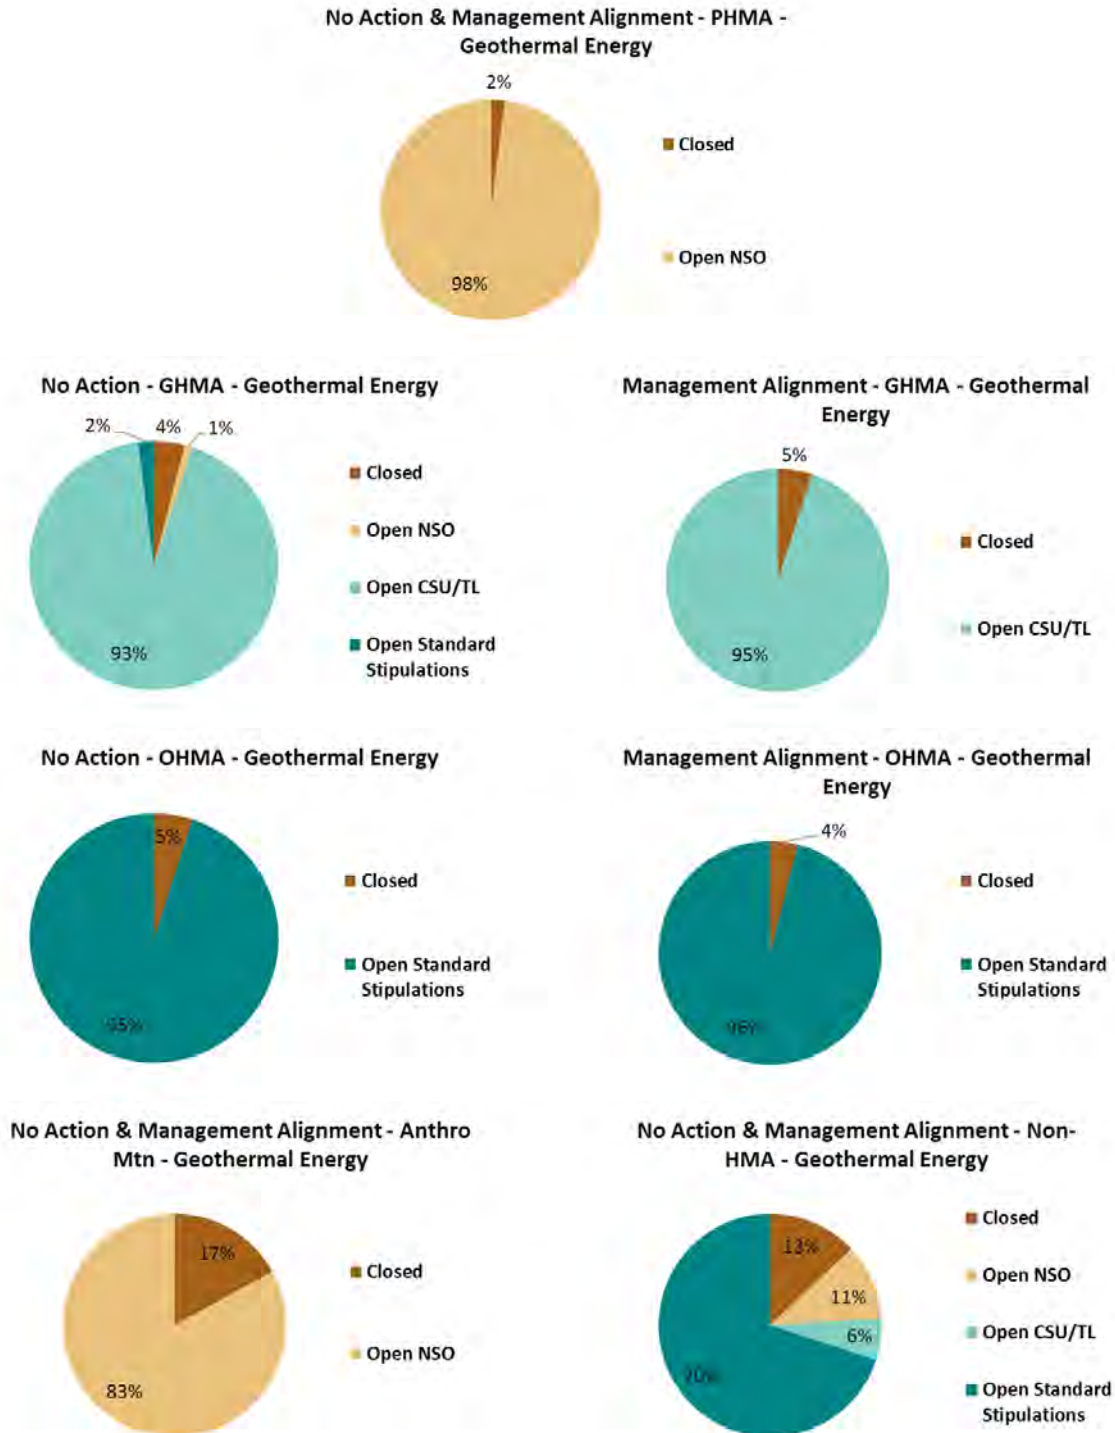 No Action & Management Alignment - PHMA -
Geothermal Energy
2%
Closed
Open NSO
98%
No Action - GHMA - Geothermal Energy
2%
4%
1%
Closed
Open NSO
Open CSU/TL
Open Standard
Stipulations
93%
Management Alignment - GHMA - Geothermal
Energy
5%
Closed
Open CSU/TL
95%
No Action - OHMA - Geothermal Energy
5%
Closed
Open Standard
Stipulations
95%
Management Alignment - OHMA - Geothermal
Energy
4%
Closed
Open Standard
Stipulations
96%
No Action & Management Alignment - Anthro
Mtn - Geothermal Energy
17%
Closed
Open NSO
83%
No Action & Management Alignment - Non-
HMA - Geothermal Energy
13%
11%
6%
70%
Closed
Open NSO
Open CSU/TL
Open Standard
Stipulations